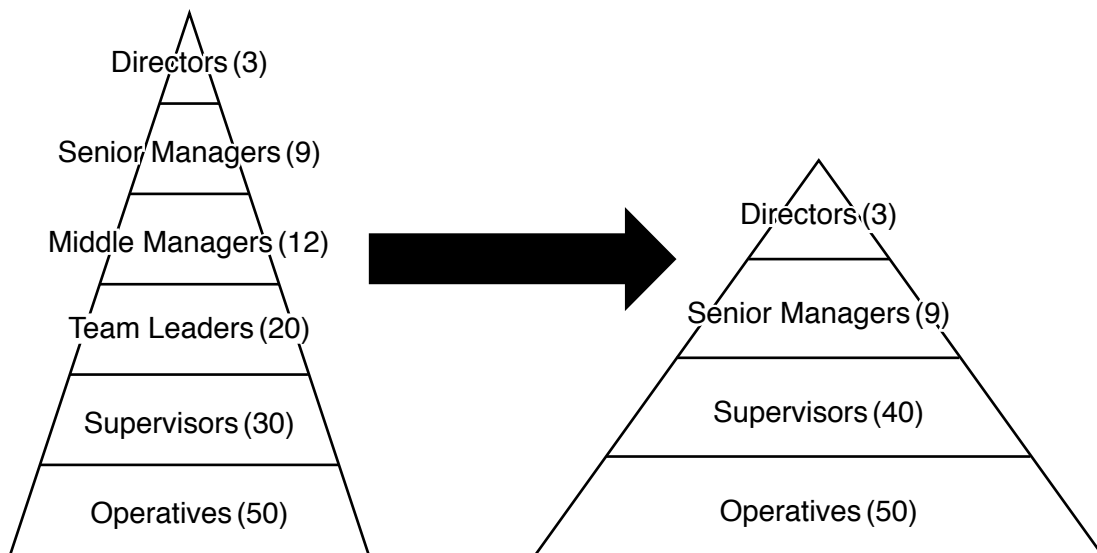 Directors (3)
Senior Managers (9)
Middle Managers (12)
Team Leaders (20)
Supervisors (30)
Operatives (50)
Directors (3)
Senior Managers (9)
Supervisors (40)
Operatives (50)